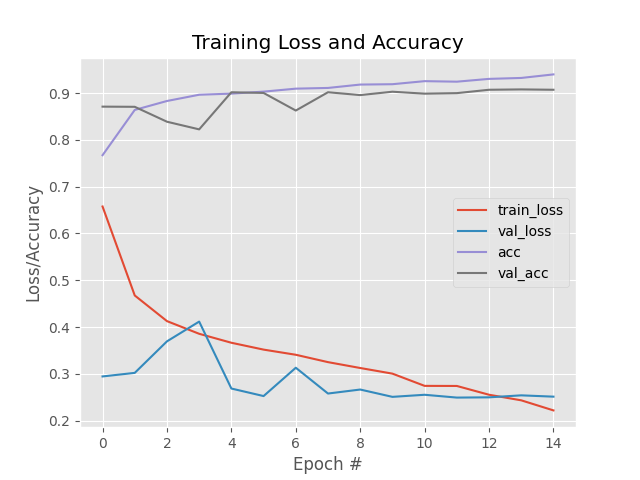 Training Loss and Accuracy
Loss/Accuracy
0.9
0.8
0.7
0.6
0.5
0.4
0.3
0.2
train_loss
val_loss
acc
val_acc
0 2 4 6 8 10 12 14
Epoch #